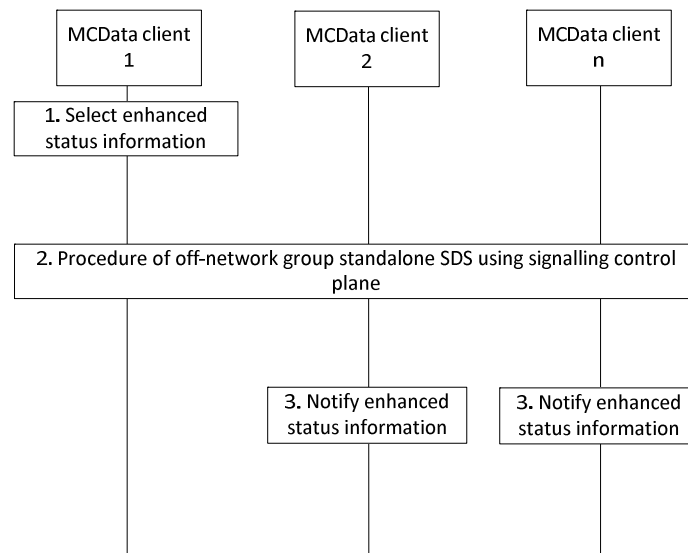 MCData client
1
MCData client
2
MCData client
n
1. Select enhanced
status information
2. Procedure of off-network group standalone SDS using signalling control
plane
3. Notify enhanced
status information
3. Notify enhanced
status information